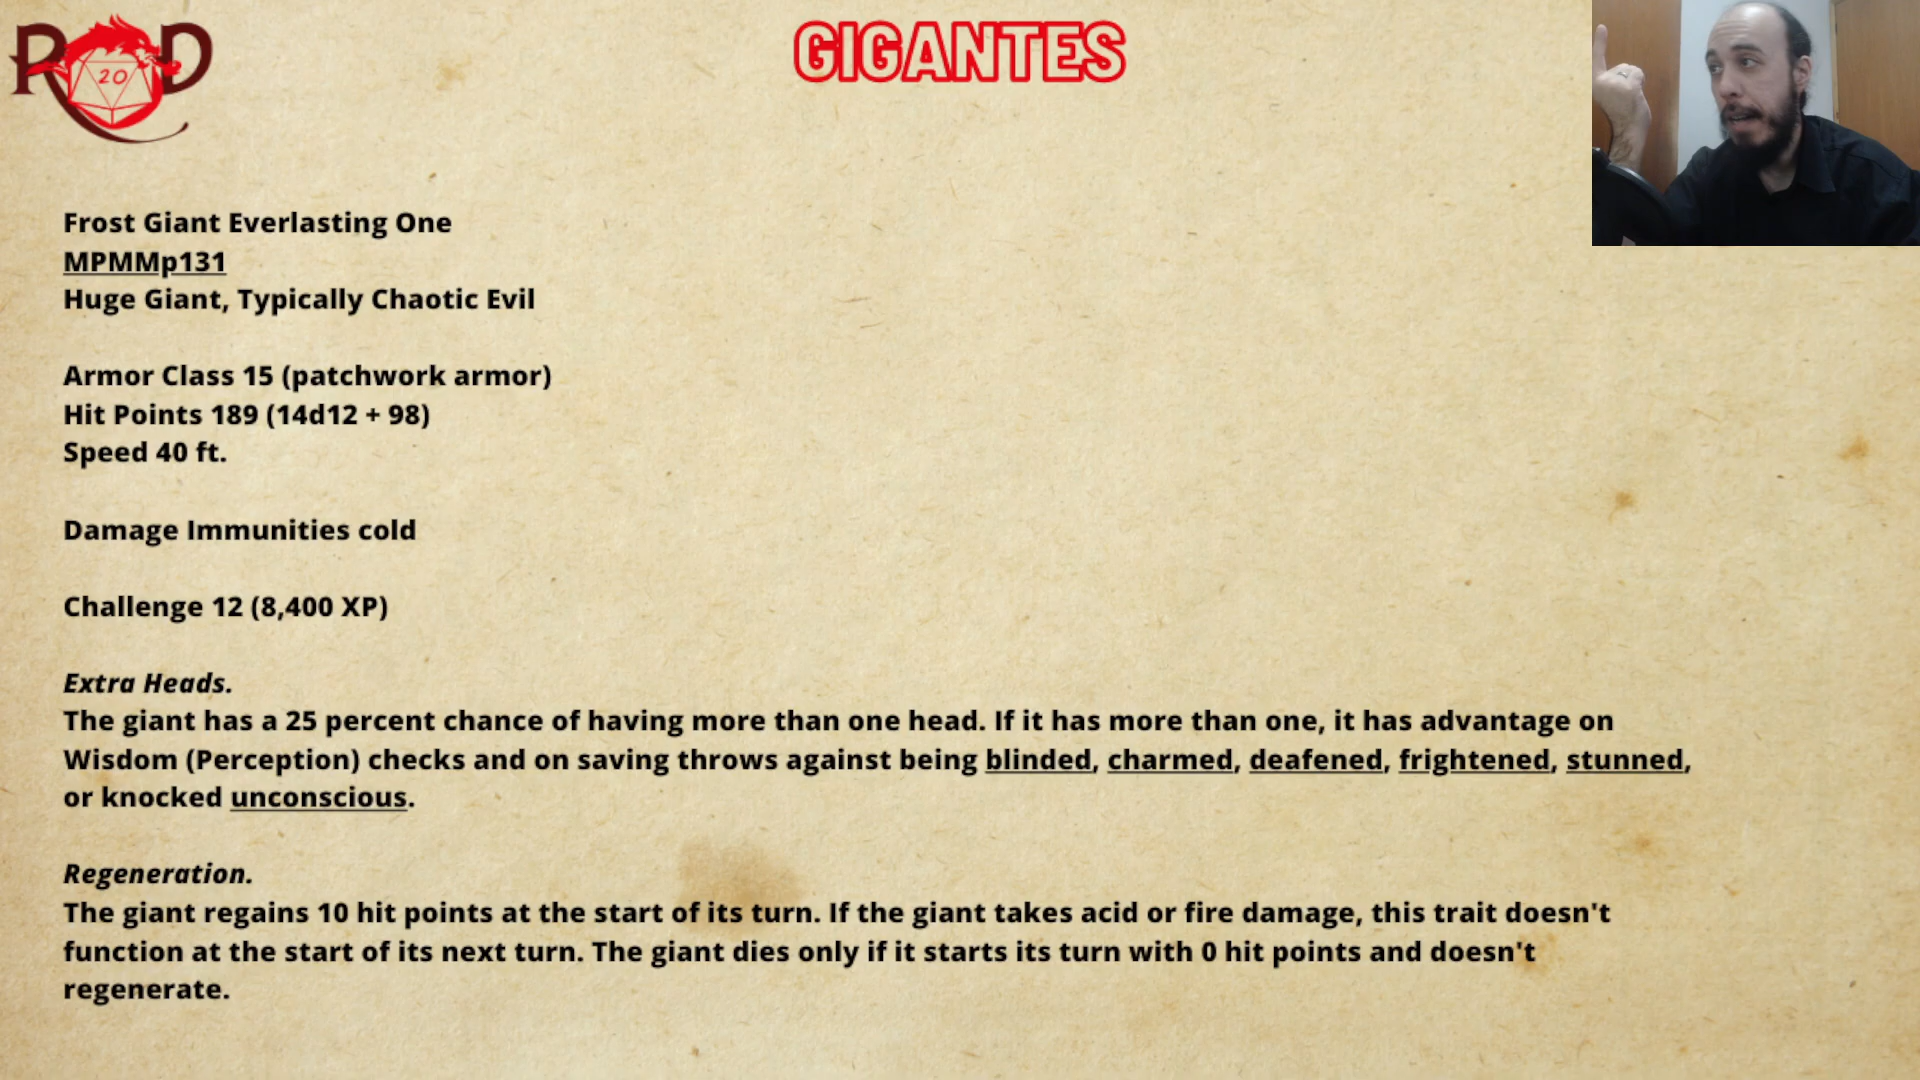 R D
20
GIGANTES
Frost Giant Everlasting One
MPMMp131
Huge Giant, Typically Chaotic Evil
Armor Class 15 (patchwork armor)
Hit Points 189 (14d12 + 98)
Speed 40 ft.
Damage Immunities cold
Challenge 12 (8,400 XP)
Extra Heads.
The giant has a 25 percent chance of having more than one head. If it has more than one, it has advantage on
Wisdom (Perception) checks and on saving throws against being blinded, charmed, deafened, frightened, stunned,
or knocked unconscious.
Regeneration.
The giant regains 10 hit points at the start of its turn. If the giant takes acid or fire damage, this trait doesn't
function at the start of its next turn. The giant dies only if it starts its turn with 0 hit points and doesn't
regenerate.